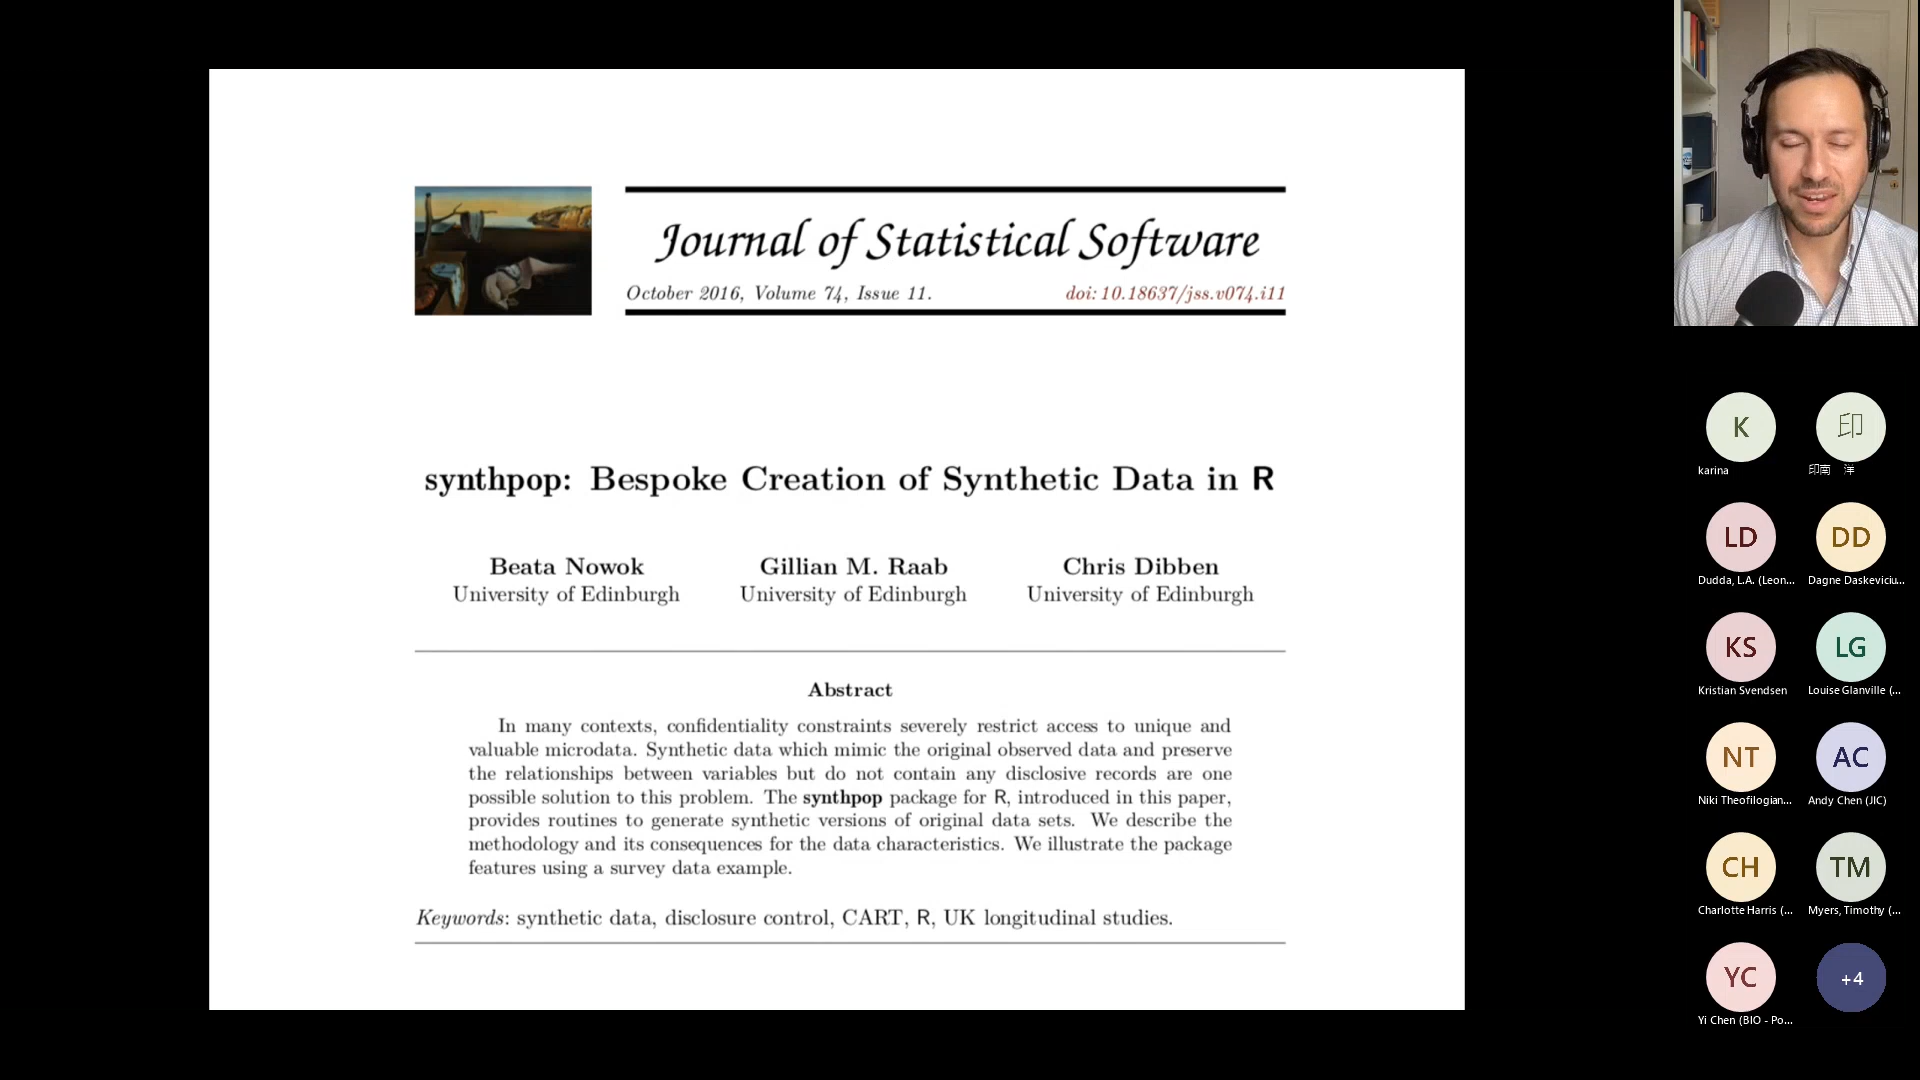 Journal of Statistical Software
October 2016, Volume 74, Issue 11.
doi: 10.18637/jss.v074.i11
synthpop: Bespoke Creation of Synthetic Data in R
Beata Nowok
University of Edinburgh
Gillian M. Raab
University of Edinburgh
Chris Dibben
University of Edinburgh
Abstract
In many contexts, confidentiality constraints severely restrict access to unique and
valuable microdata. Synthetic data which mimic the original observed data and preserve
the relationships between variables but do not contain any disclosive records are one
possible solution to this problem. The synthpop package for R, introduced in this paper,
provides routines to generate synthetic versions of original data sets. We describe the
methodology and its consequences for the data characteristics. We illustrate the package
features using a survey data example.
Keywords: synthetic data, disclosure control, CART, R, UK longitudinal studies.
K
karina
印
印南 洋
LD
Dudda, L.A. (Leon...
DD
Dagne Daskeviciu...
KS
Kristian Svendsen
LG
Louise Glanville (...
NT
Niki Theofilogian...
AC
Andy Chen (JIC)
CH
Charlotte Harris (...
TM
Myers, Timothy (...
YC
Yi Chen (BIO - Po...
+4